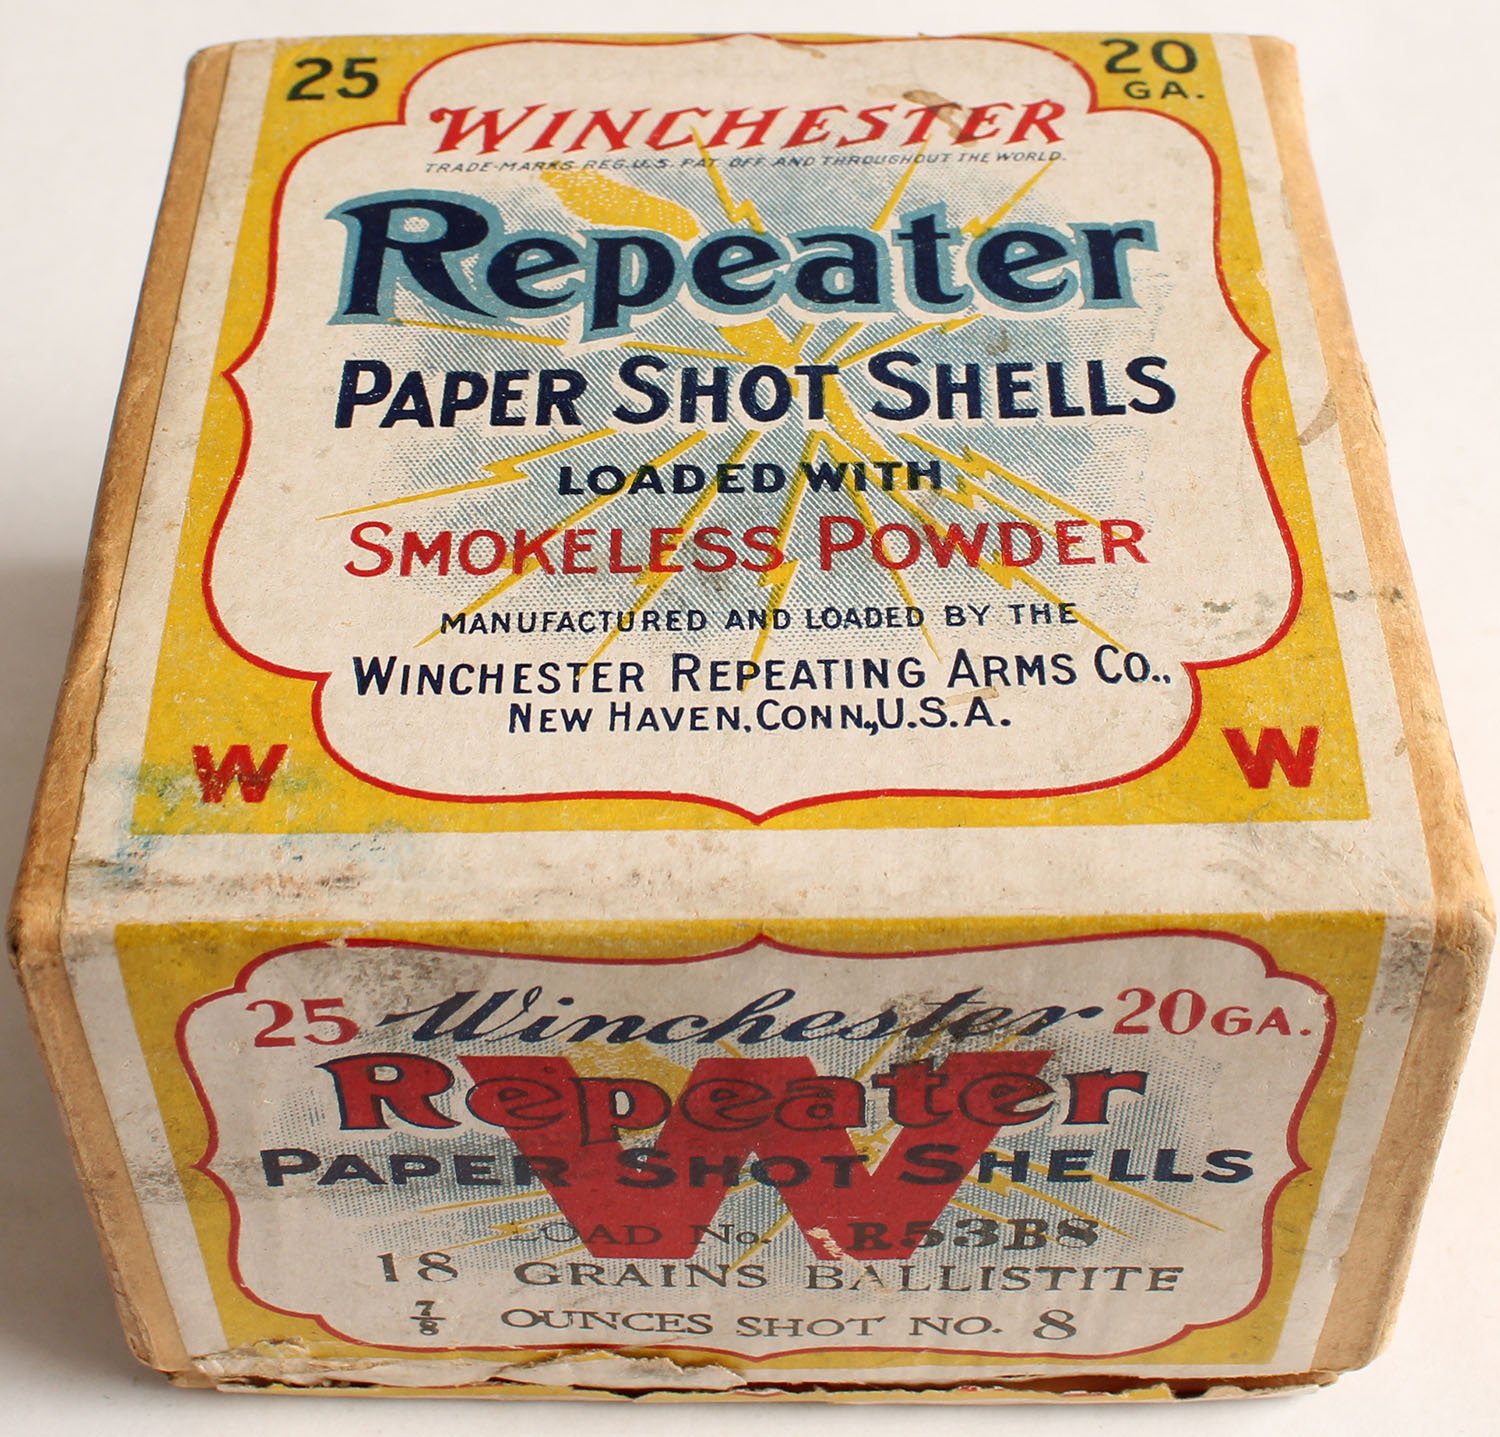 25
20
GA.
WINCHESTER
TRADE-MARKS REG.U.S. PAT. OFF. AND THROUGHOUT THE WORLD.
Repeater
PAPER SHOT SHELLS
LOADED WITH
SMOKELESS POWDER
MANUFACTURED AND LOADED BY THE
WINCHESTER REPEATING ARMS CO.,
NEW HAVEN, CONN., U.S.A.
W
W
25 Winchester 20 GA.
Repeater
W
PAPER SHOT SHELLS
LOAD No. R53B8
18 GRAINS BALLISTITE
7/8 OUNCES SHOT NO. 8